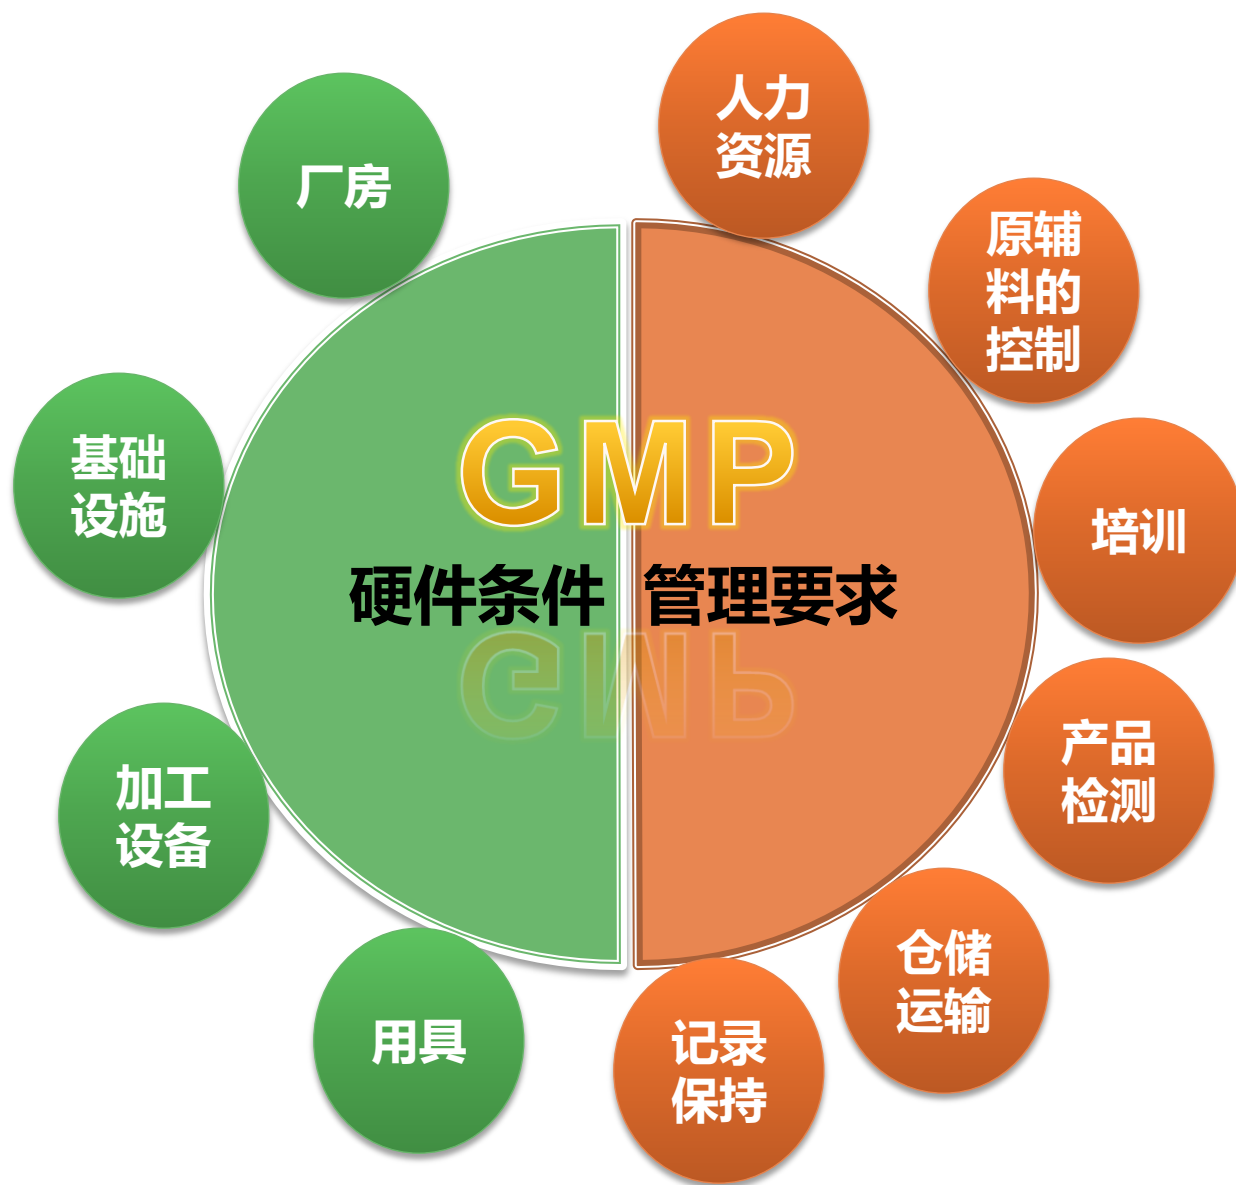 GMP
硬件条件
管理要求
厂房
基础
设施
加工
设备
用具
人力
资源
原辅
料的
控制
培训
产品
检测
仓储
运输
记录
保持